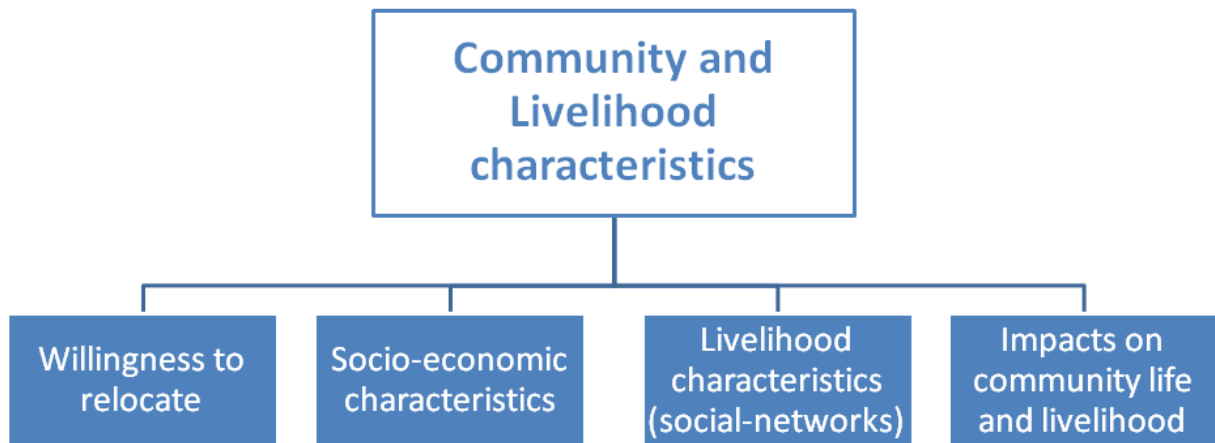 Community and
Livelihood
characteristics
Willingness to
relocate
Socio-economic
characteristics
Livelihood
characteristics
(social-networks)
Impacts on
community life
and livelihood